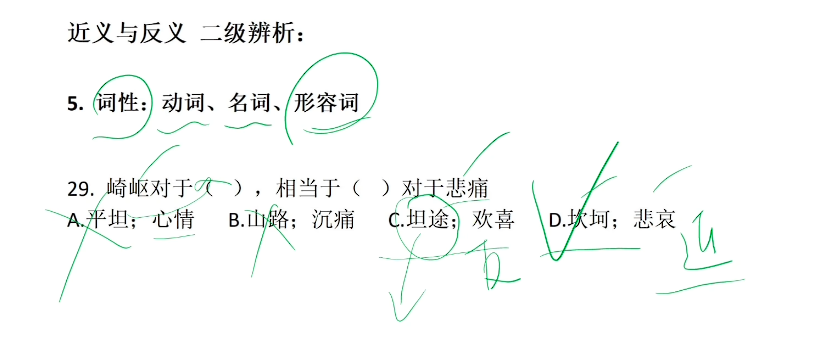 近义与反义 二级辨析：
5. 词性：动词、名词、形容词
29. 崎岖对于（ ），相当于（ ）对于悲痛
A.平坦；心情 B.山路；沉痛 C.坦途；欢喜 D.坎坷；悲哀
近